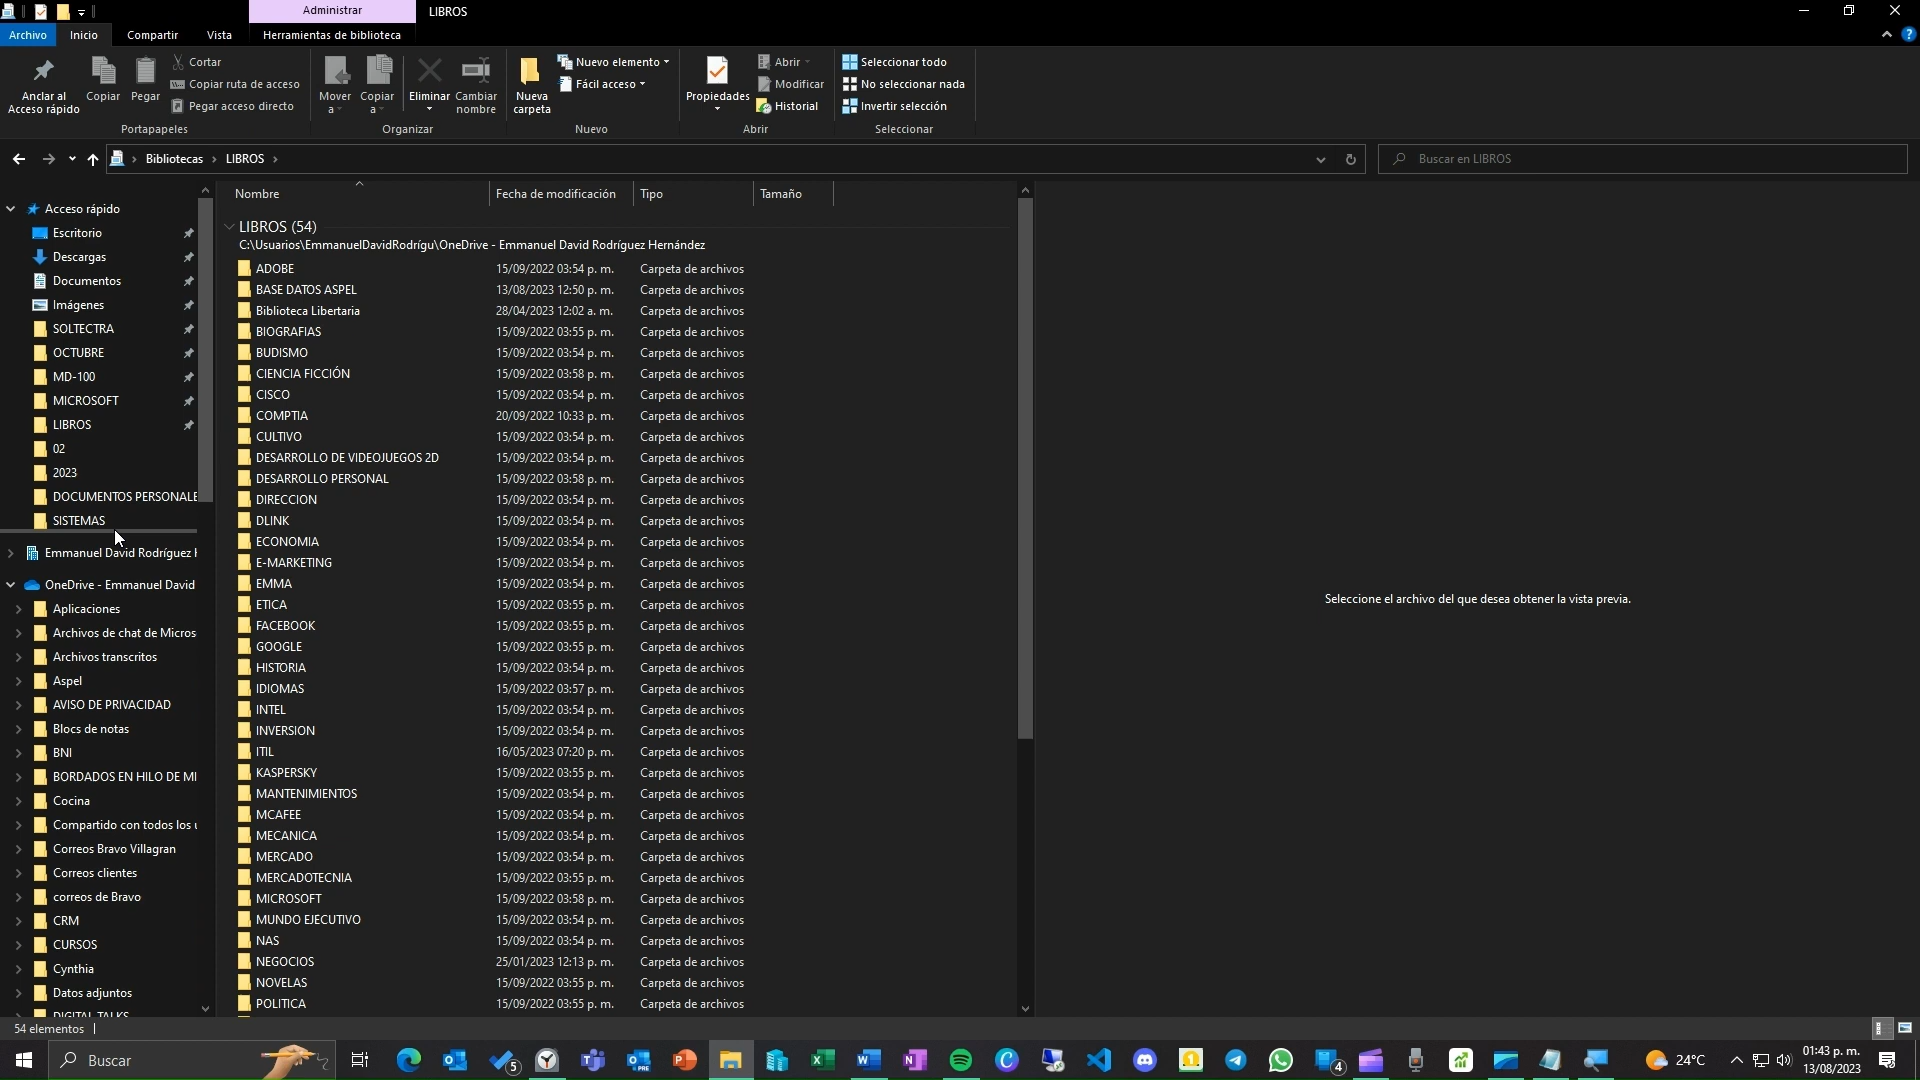 Administrar
LIBROS
Archivo
Inicio
Compartir
Vista
Herramientas de biblioteca
Anclar al
Acceso rápido
Copiar
Pegar
Cortar
Copiar ruta de acceso
Pegar acceso directo
Portapapeles
Mover
a
Copiar
a
Eliminar
Cambiar
nombre
Organizar
Nueva
carpeta
Nuevo elemento
Fácil acceso
Nuevo
Propiedades
Abrir
Modificar
Historial
Abrir
Seleccionar todo
No seleccionar nada
Invertir selección
Seleccionar
Bibliotecas
LIBROS
Buscar en LIBROS
Acceso rápido
Escritorio
Descargas
Documentos
Imágenes
SOLTECTRA
OCTUBRE
MD-100
MICROSOFT
LIBROS
02
2023
DOCUMENTOS PERSONALE
SISTEMAS
Emmanuel David Rodríguez
OneDrive - Emmanuel David
Aplicaciones
Archivos de chat de Micros
Archivos transcritos
Aspel
AVISO DE PRIVACIDAD
Blocs de notas
BNI
BORDADOS EN HILO DE MI
Cocina
Compartido con todos los
Correos Bravo Villagran
Correos clientes
correos de Bravo
CRM
CURSOS
Cynthia
Datos adjuntos
DIGITAL TALKS
Nombre Fecha de modificación Tipo Tamaño
LIBROS (54)
C:\Usuarios\EmmanuelDavidRodrígu\OneDrive - Emmanuel David Rodríguez Hernández
ADOBE 15/09/2022 03:54 p. m. Carpeta de archivos
BASE DATOS ASPEL 13/08/2023 12:50 p. m. Carpeta de archivos
Biblioteca Libertaria 28/04/2023 12:02 a. m. Carpeta de archivos
BIOGRAFIAS 15/09/2022 03:55 p. m. Carpeta de archivos
BUDISMO 15/09/2022 03:54 p. m. Carpeta de archivos
CIENCIA FICCIÓN 15/09/2022 03:58 p. m. Carpeta de archivos
CISCO 15/09/2022 03:54 p. m. Carpeta de archivos
COMPTIA 20/09/2022 10:33 p. m. Carpeta de archivos
CULTIVO 15/09/2022 03:54 p. m. Carpeta de archivos
DESARROLLO DE VIDEOJUEGOS 2D 15/09/2022 03:54 p. m. Carpeta de archivos
DESARROLLO PERSONAL 15/09/2022 03:58 p. m. Carpeta de archivos
DIRECCION 15/09/2022 03:54 p. m. Carpeta de archivos
DLINK 15/09/2022 03:54 p. m. Carpeta de archivos
ECONOMIA 15/09/2022 03:54 p. m. Carpeta de archivos
E-MARKETING 15/09/2022 03:54 p. m. Carpeta de archivos
EMMA 15/09/2022 03:54 p. m. Carpeta de archivos
ETICA 15/09/2022 03:55 p. m. Carpeta de archivos
FACEBOOK 15/09/2022 03:55 p. m. Carpeta de archivos
GOOGLE 15/09/2022 03:55 p. m. Carpeta de archivos
HISTORIA 15/09/2022 03:54 p. m. Carpeta de archivos
IDIOMAS 15/09/2022 03:57 p. m. Carpeta de archivos
INTEL 15/09/2022 03:54 p. m. Carpeta de archivos
INVERSION 15/09/2022 03:54 p. m. Carpeta de archivos
ITIL 16/05/2023 07:20 p. m. Carpeta de archivos
KASPERSKY 15/09/2022 03:55 p. m. Carpeta de archivos
MANTENIMIENTOS 15/09/2022 03:54 p. m. Carpeta de archivos
MCAFEE 15/09/2022 03:54 p. m. Carpeta de archivos
MECANICA 15/09/2022 03:54 p. m. Carpeta de archivos
MERCADO 15/09/2022 03:54 p. m. Carpeta de archivos
MERCADOTECNIA 15/09/2022 03:55 p. m. Carpeta de archivos
MICROSOFT 15/09/2022 03:58 p. m. Carpeta de archivos
MUNDO EJECUTIVO 15/09/2022 03:54 p. m. Carpeta de archivos
NAS 15/09/2022 03:54 p. m. Carpeta de archivos
NEGOCIOS 25/01/2023 12:13 p. m. Carpeta de archivos
NOVELAS 15/09/2022 03:55 p. m. Carpeta de archivos
POLITICA 15/09/2022 03:55 p. m. Carpeta de archivos
Seleccione el archivo del que desea obtener la vista previa.
54 elementos
Buscar
5
PRE
4
24°C
01:43 p. m.
13/08/2023